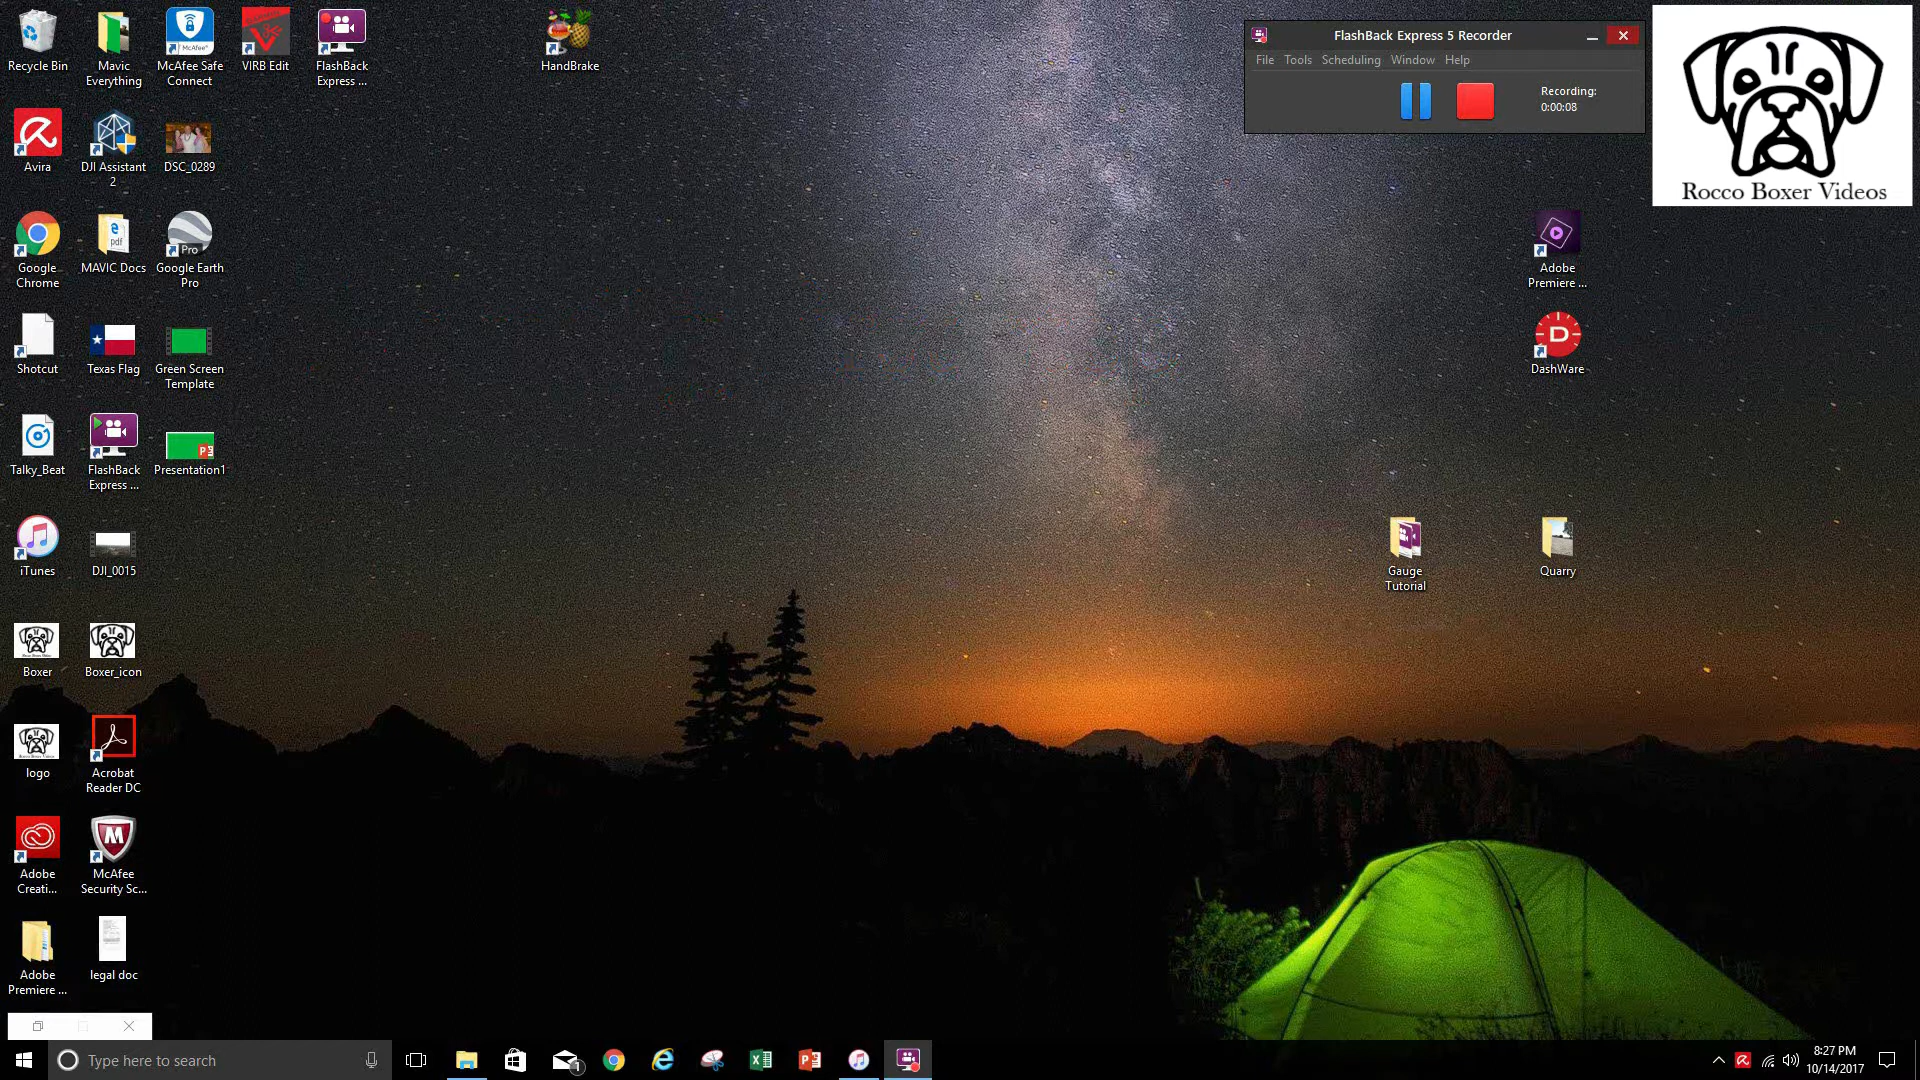 Recycle Bin
Mavic
Everything
McAfee®
McAfee Safe
Connect
VIRB Edit
FlashBack
Express ...
HandBrake
FlashBack Express 5 Recorder
File Tools Scheduling Window Help
Recording:
0:00:08
Rocco Boxer Videos
Avira
DJI Assistant
2
DSC_0289
Google
Chrome
pdf
MAVIC Docs
Pro
Google Earth
Pro
Adobe
Premiere ...
Shotcut
Texas Flag
Green Screen
Template
D
DashWare
Talky_Beat
FlashBack
Express ...
Presentation1
iTunes
DJI_0015
Gauge
Tutorial
Quarry
Boxer
Boxer_icon
logo
Acrobat
Reader DC
Adobe
Creati...
McAfee
Security Sc...
Adobe
Premiere ...
legal doc
Type here to search
1
8:27 PM
10/14/2017